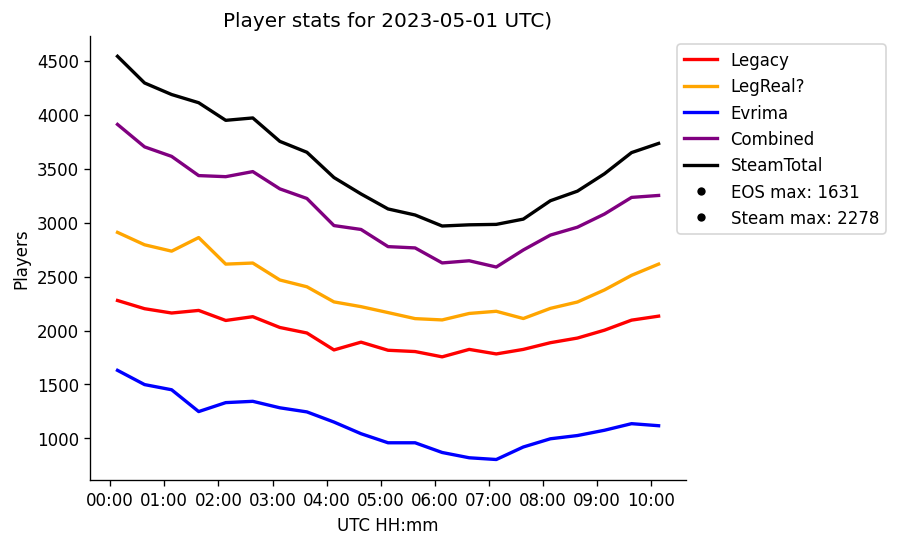 Player stats for 2023-05-01 UTC)
Legacy
LegReal?
Evrima
Combined
SteamTotal
EOS max: 1631
Steam max: 2278
Players
4500
4000
3500
3000
2500
2000
1500
1000
00:00 01:00 02:00 03:00 04:00 05:00 06:00 07:00 08:00 09:00 10:00
UTC HH:mm